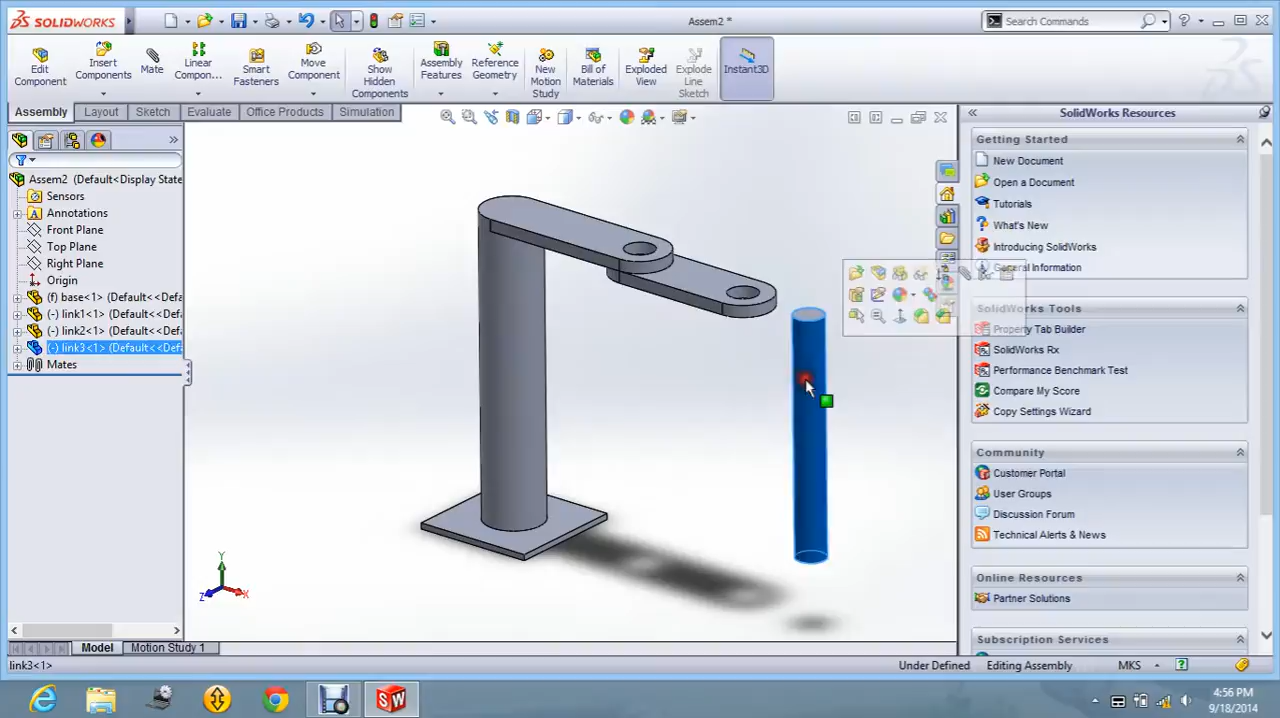 SOLIDWORKS
Assem2 *
Search Commands
Edit Component
Insert Components
Mate
Linear Compon...
Smart Fasteners
Move Component
Show Hidden Components
Assembly Features
Reference Geometry
New Motion Study
Bill of Materials
Exploded View
Explode Line Sketch
Instant3D
Assembly
Layout
Sketch
Evaluate
Office Products
Simulation
Assem2 (Default<Display State
Sensors
Annotations
Front Plane
Top Plane
Right Plane
Origin
(f) base<1> (Default<<Defa
(-) link1<1> (Default<<Def
(-) link2<1> (Default<<Def
(-) link3<1> (Default<<Def
Mates
Y
Z
X
SolidWorks Resources
Getting Started
New Document
Open a Document
Tutorials
What's New
Introducing SolidWorks
General Information
SolidWorks Tools
Property Tab Builder
SolidWorks Rx
Performance Benchmark Test
Compare My Score
Copy Settings Wizard
Community
Customer Portal
User Groups
Discussion Forum
Technical Alerts & News
Online Resources
Partner Solutions
Subscription Services
Model
Motion Study 1
link3<1>
Under Defined
Editing Assembly
MKS
4:56 PM
9/18/2014